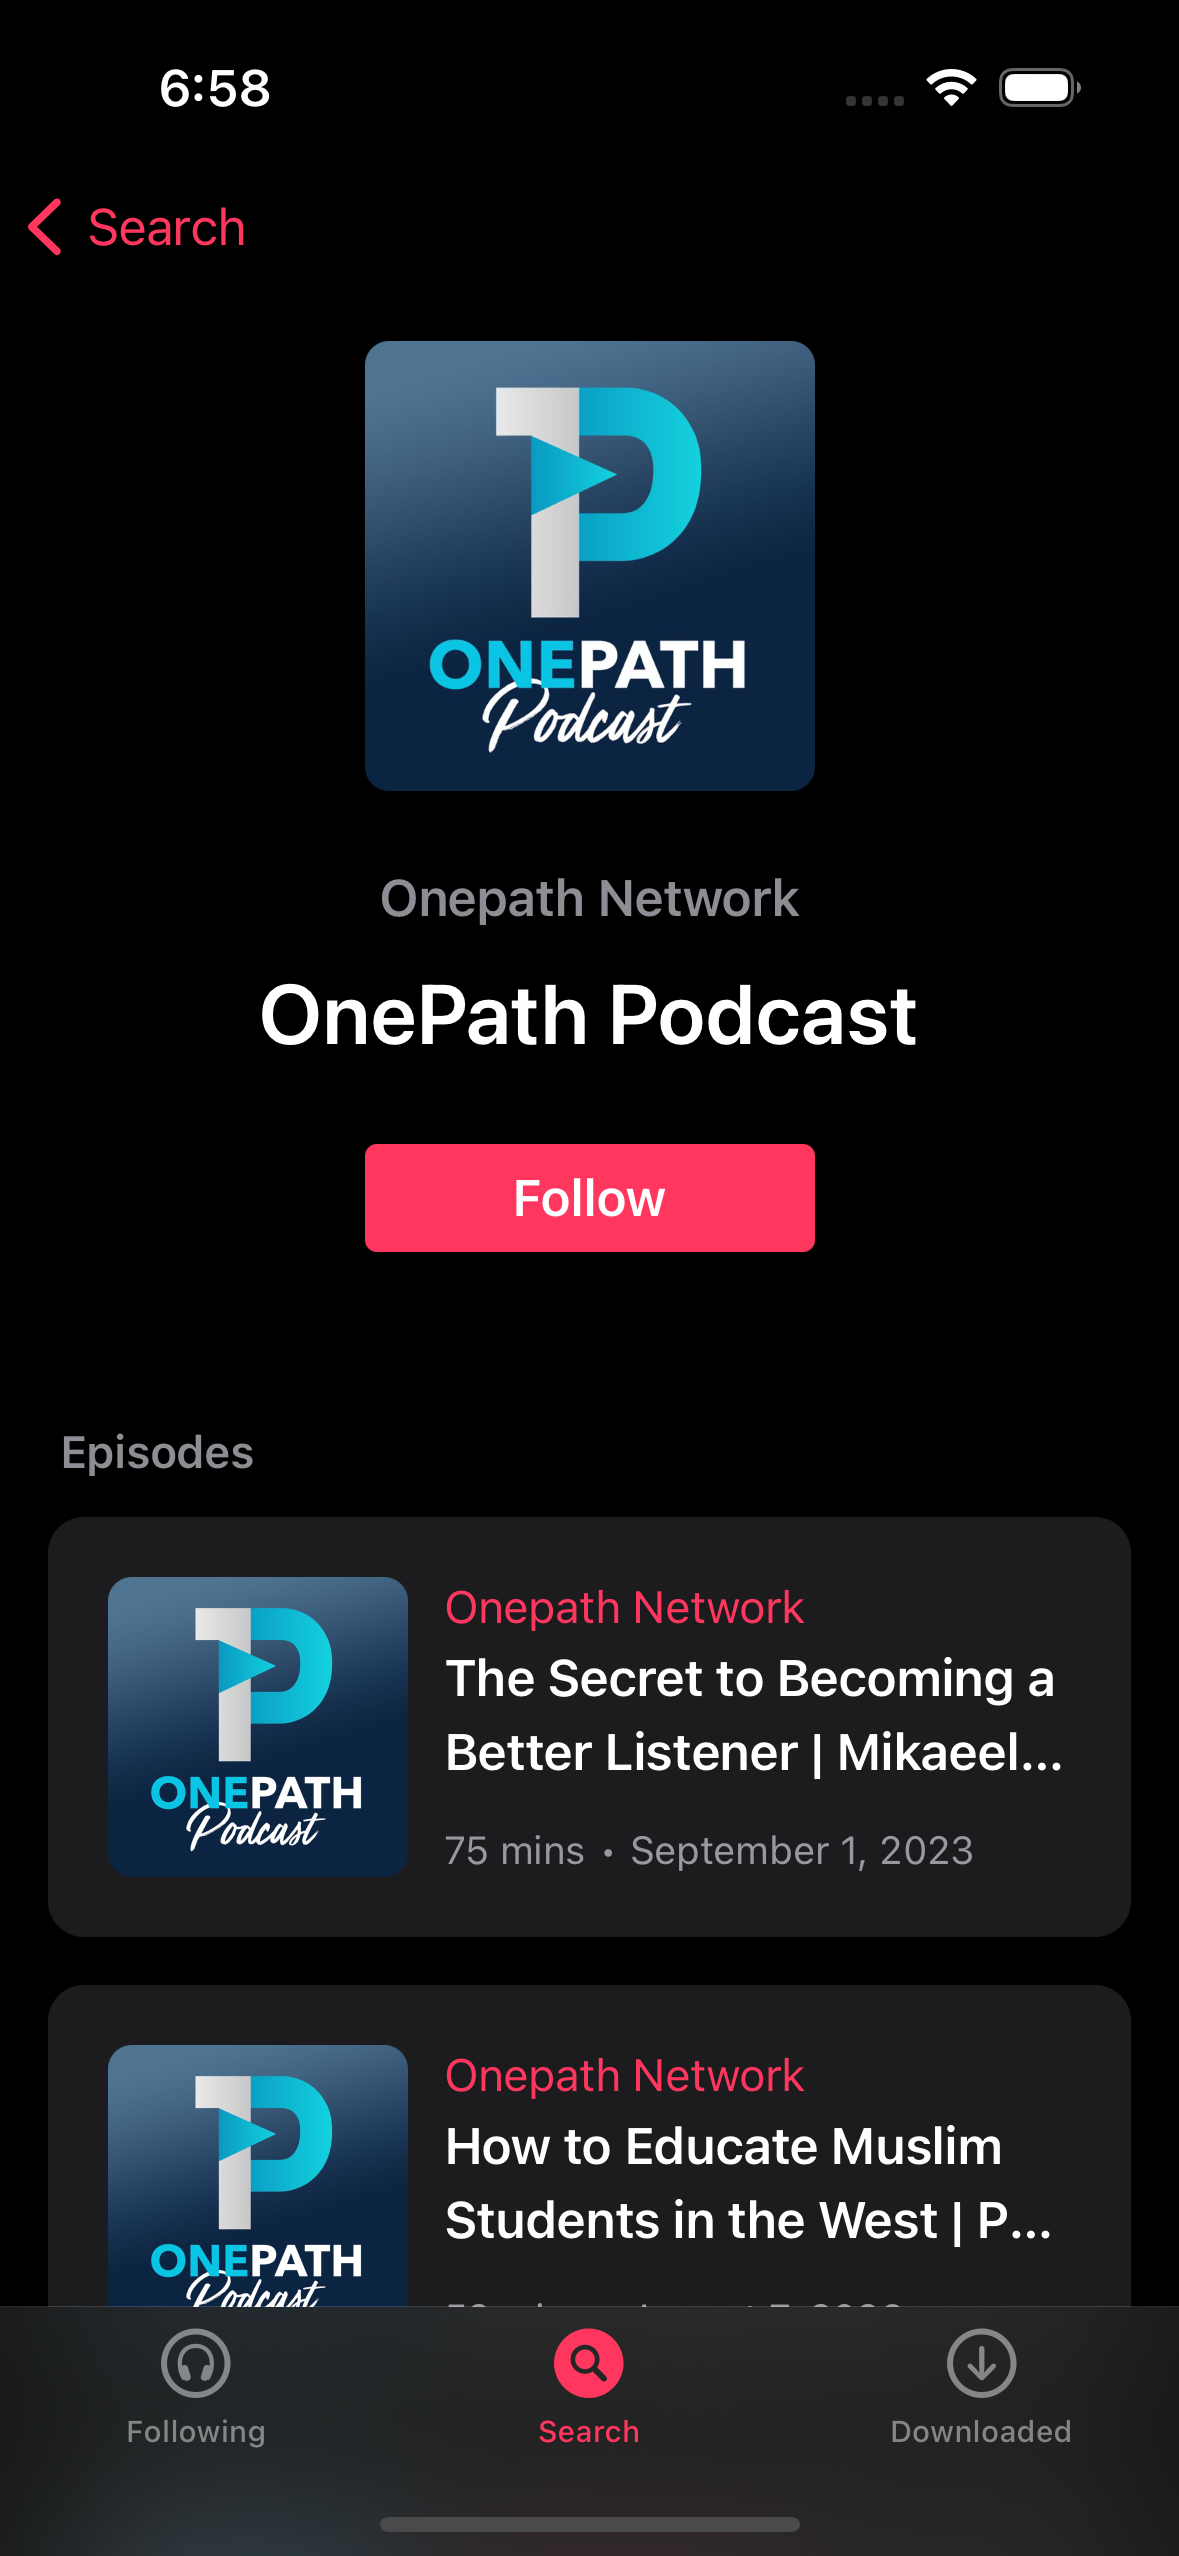 6:58
Search
ONEPATH
Podcast
Onepath Network
OnePath Podcast
Follow
Episodes
ONEPATH
Podcast
Onepath Network
The Secret to Becoming a
Better Listener | Mikaeel...
75 mins • September 1, 2023
ONEPATH
Podcast
Onepath Network
How to Educate Muslim
Students in the West | P...
Following
Search
Downloaded